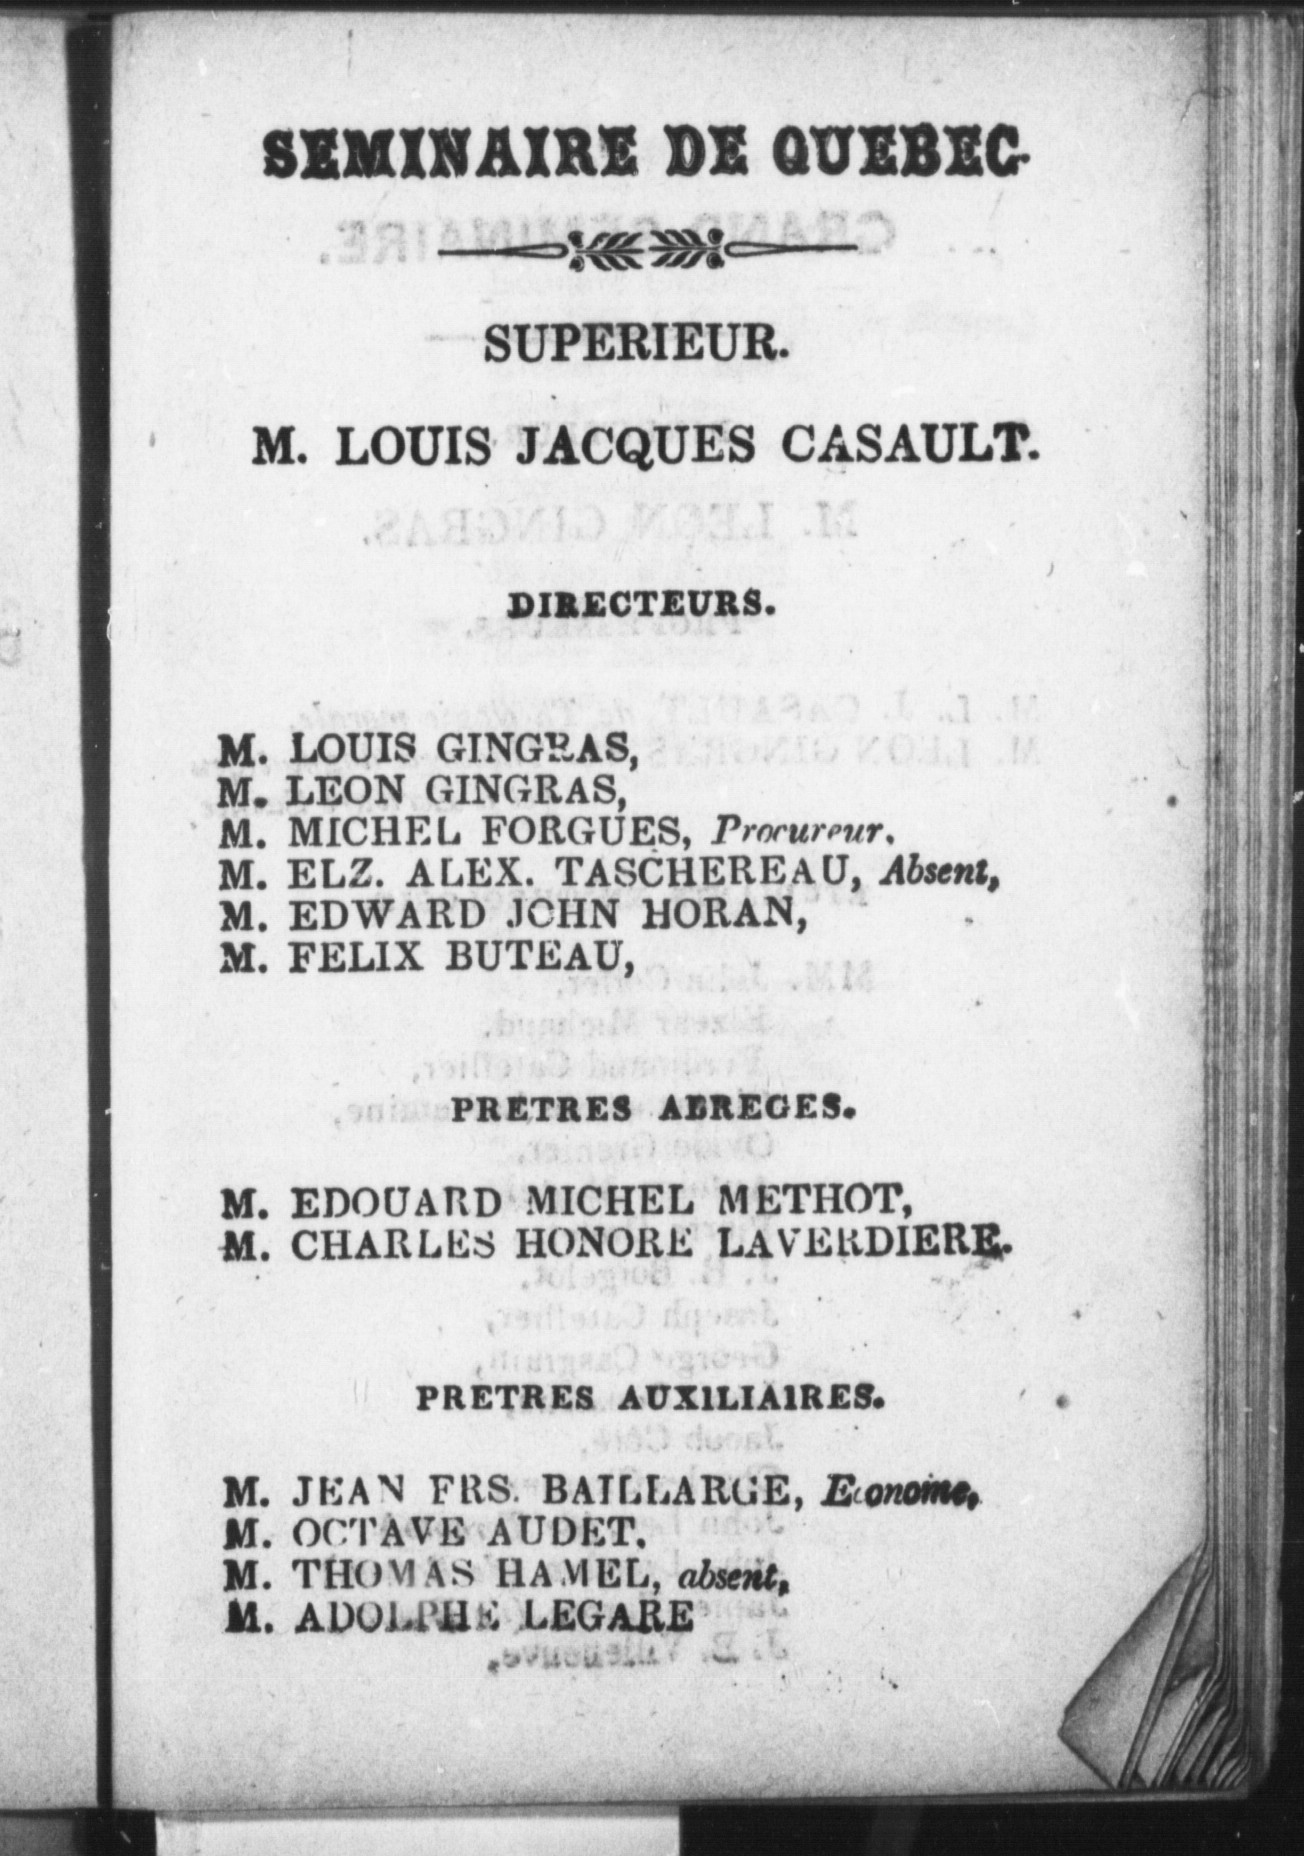 SEMINAIRE DE QUEBEC.
SUPERIEUR.
M. LOUIS JACQUES CASAULT.
DIRECTEURS.
M. LOUIS GINGRAS,
M. LEON GINGRAS,
M. MICHEL FORGUES, Procureur.
M. ELZ. ALEX. TASCHEREAU, Absent,
M. EDWARD JOHN HORAN,
M. FELIX BUTEAU,
PRETRES AGREGES.
M. EDOUARD MICHEL METHOT,
M. CHARLES HONORE LAVERDIERE.
PRETRES AUXILIAIRES.
M. JEAN FRS. BAILLARGE, Econome,
M. OCTAVE AUDET.
M. THOMAS HAMEL, absent,
M. ADOLPHE LEGARE